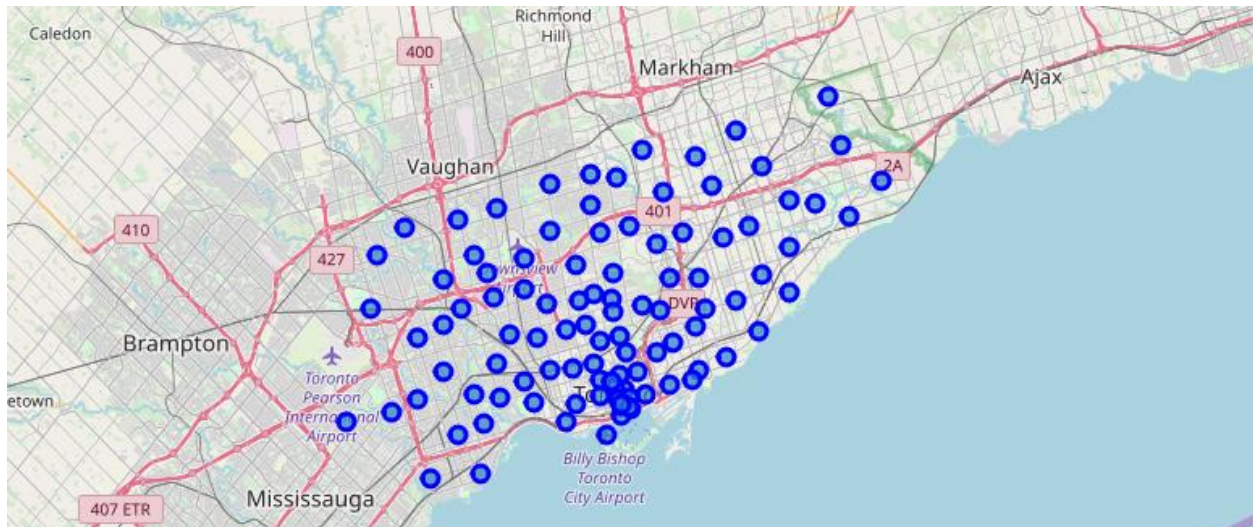 Richmond
Hill
Caledon
400
Markham
Ajax
Vaughan
2A
410
401
427
DVP
Brampton
Toronto
Pearson
International
Airport
etown
Billy Bishop
Toronto
City Airport
Mississauga
407 ETR